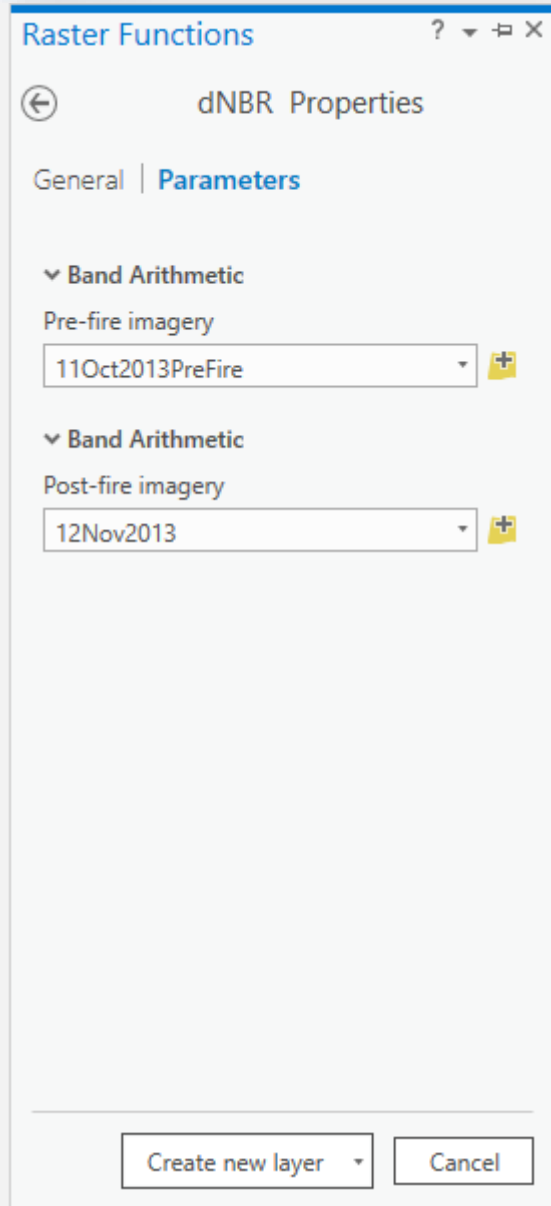 Raster Functions ?
dNBR Properties
General | Parameters
Band Arithmetic
Pre-fire imagery
11Oct2013PreFire
Band Arithmetic
Post-fire imagery
12Nov2013
Create new layer Cancel